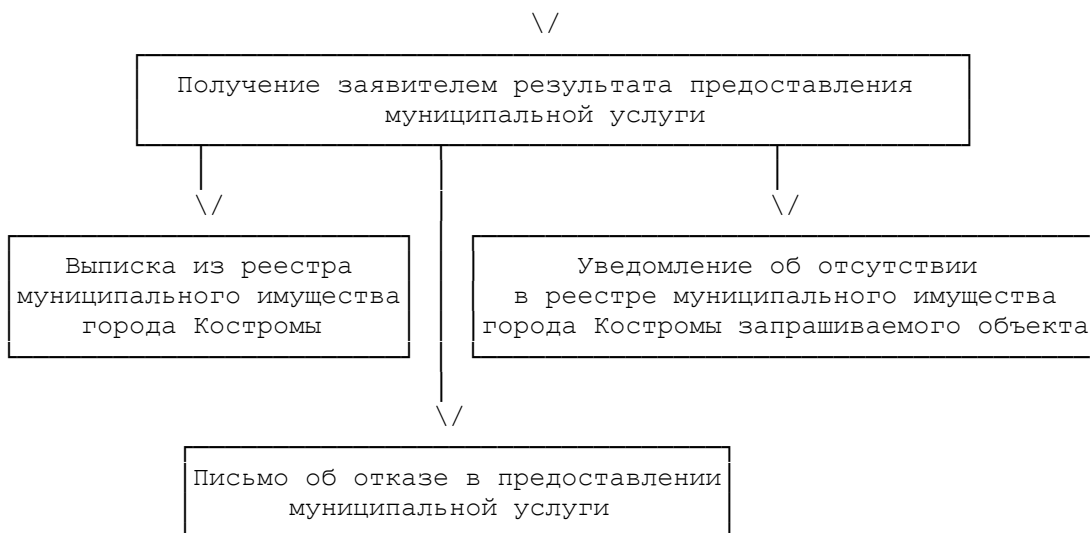 \/
Получение заявителем результата предоставления
муниципальной услуги
\/
\/
Выписка из реестра
муниципального имущества
города Костромы
Уведомление об отсутствии
в реестре муниципального имущества
города Костромы запрашиваемого объекта
\/
Письмо об отказе в предоставлении
муниципальной услуги